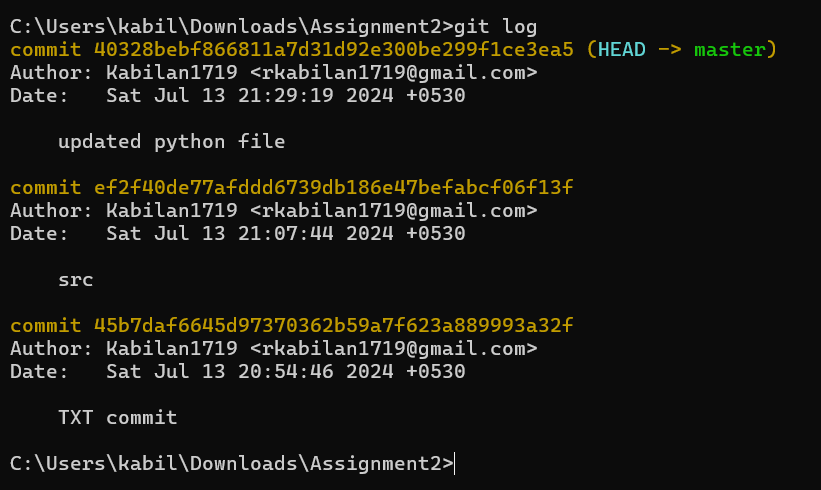 C:\Users\kabil\Downloads\Assignment2>git log
commit 40328bebf866811a7d31d92e300be299f1ce3ea5 (HEAD -> master)
Author: Kabilan1719 <rkabilan1719@gmail.com>
Date:   Sat Jul 13 21:29:19 2024 +0530
updated python file
commit ef2f40de77afddd6739db186e47befabcf06f13f
Author: Kabilan1719 <rkabilan1719@gmail.com>
Date:   Sat Jul 13 21:07:44 2024 +0530
src
commit 45b7daf6645d97370362b59a7f623a889993a32f
Author: Kabilan1719 <rkabilan1719@gmail.com>
Date:   Sat Jul 13 20:54:46 2024 +0530
TXT commit
C:\Users\kabil\Downloads\Assignment2>